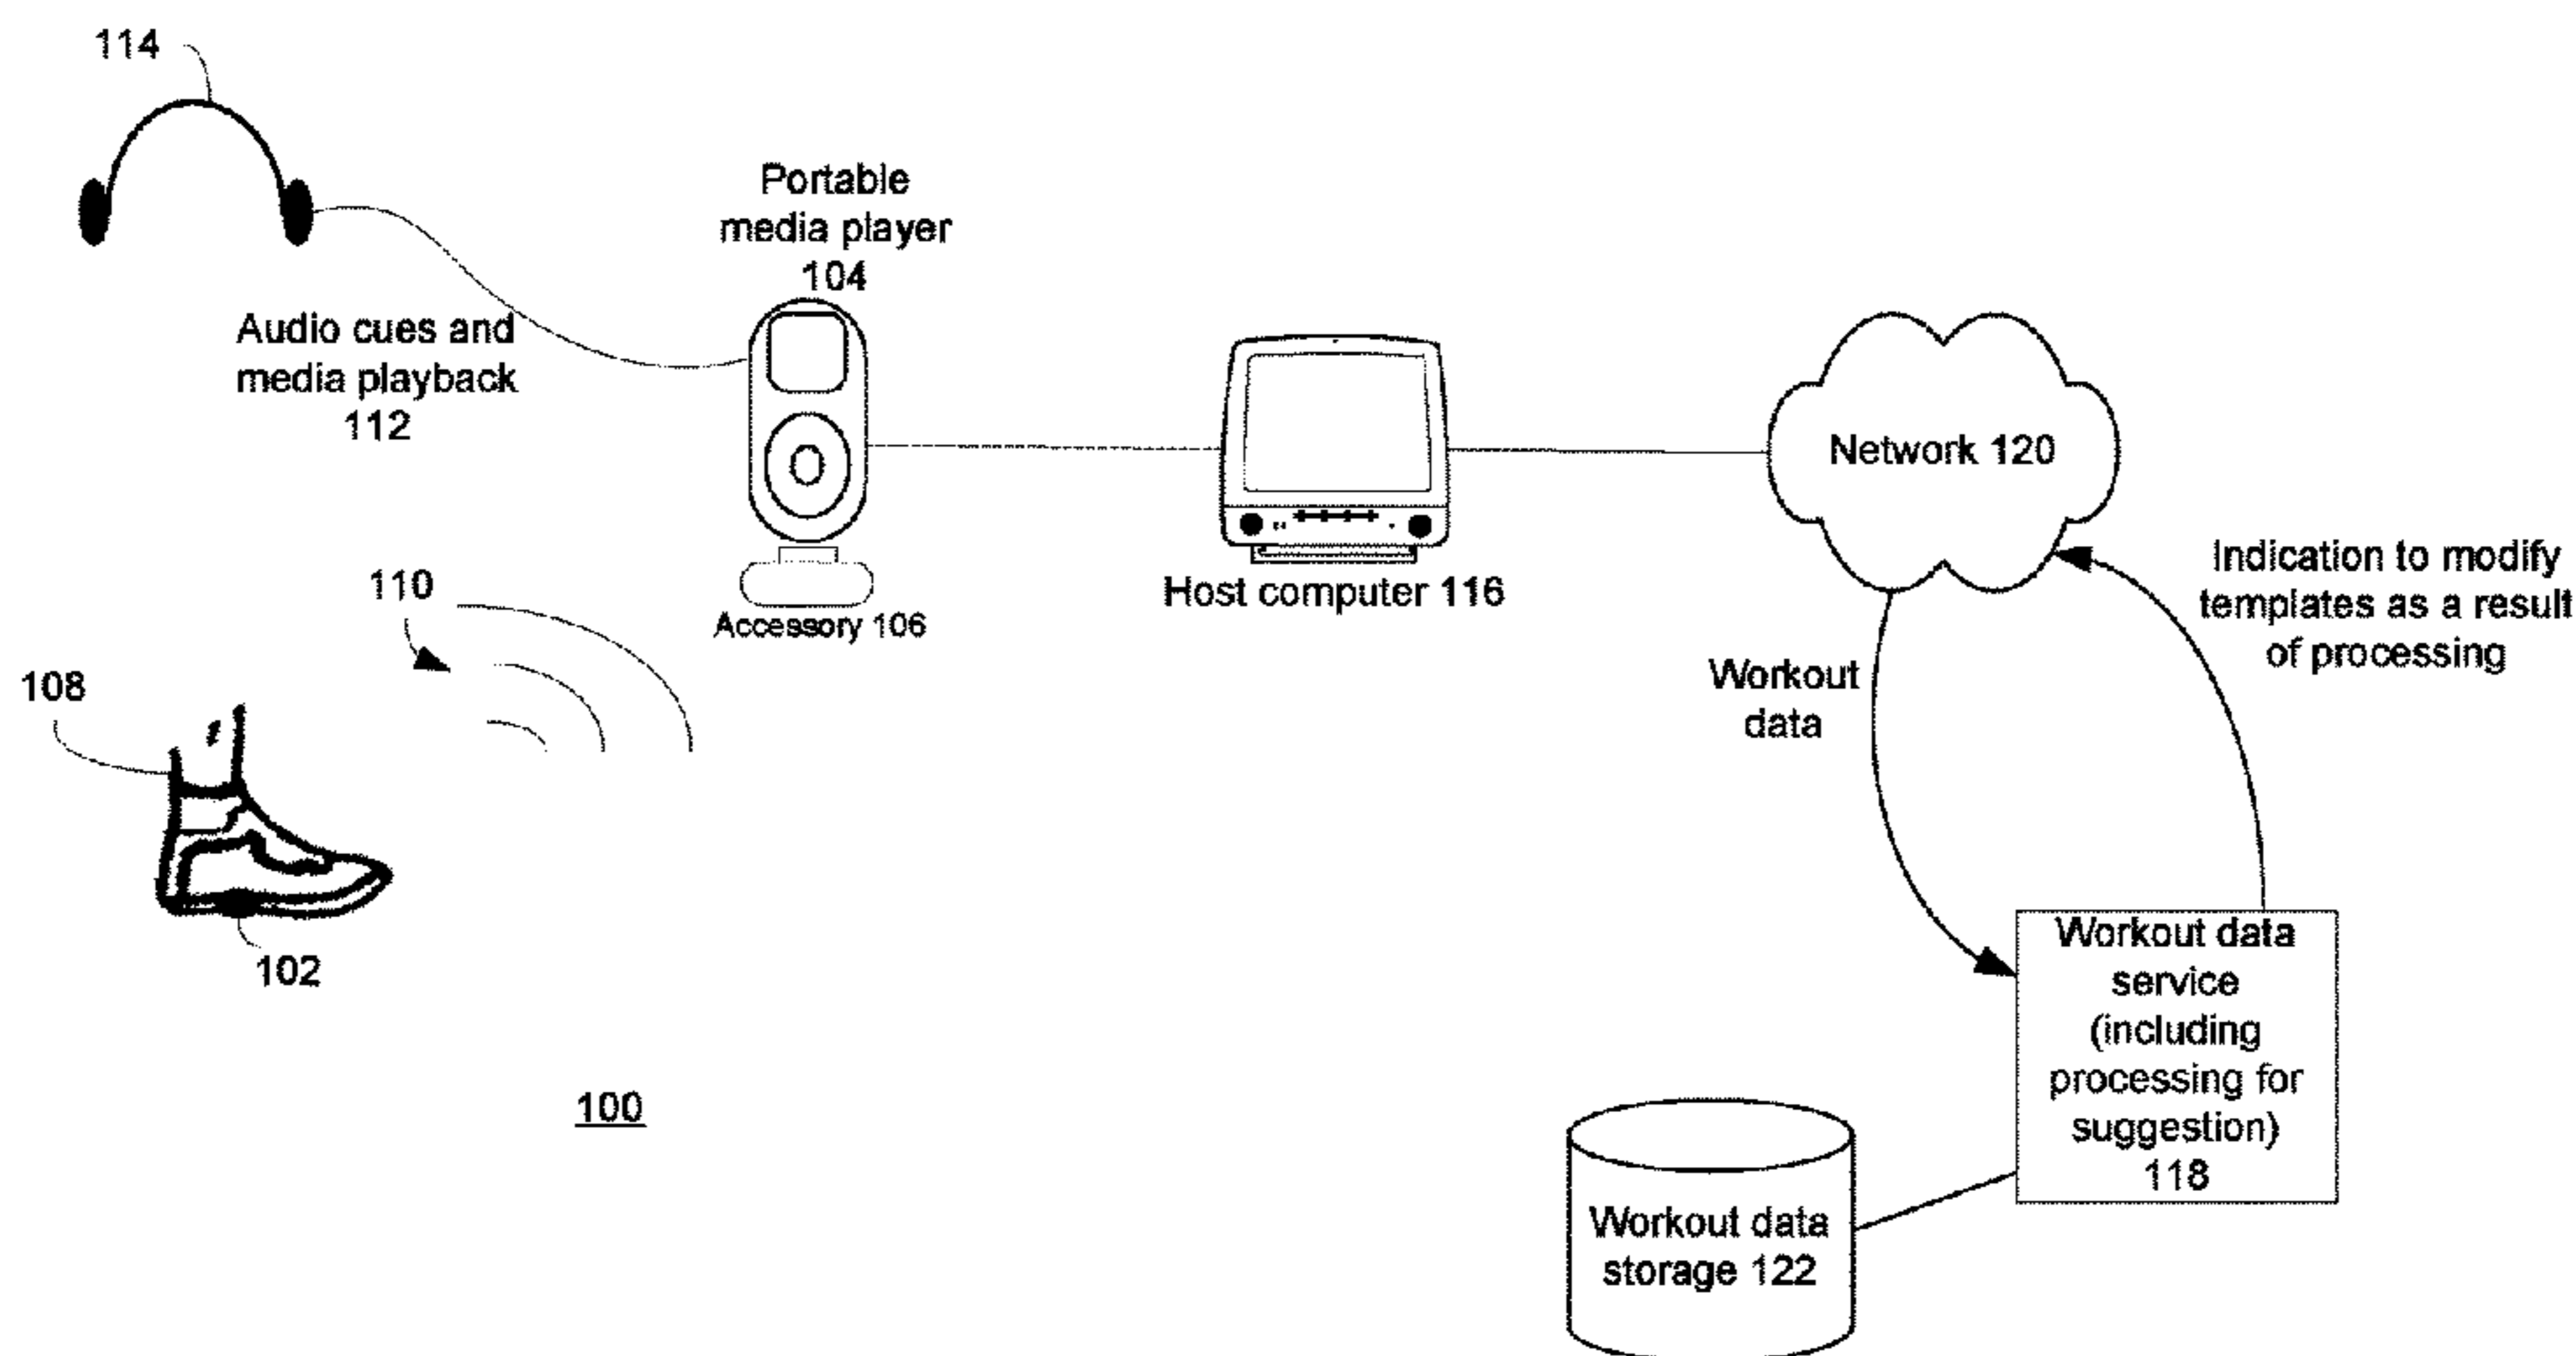 114
Portable
media player
104
Audio cues and
media playback
112
Network 120
110
Accessory 106
Host computer 116
Indication to modify
templates as a result
of processing
Workout
data
108
102
100
Workout data
service
(including
processing for
suggestion)
118
Workout data
storage 122